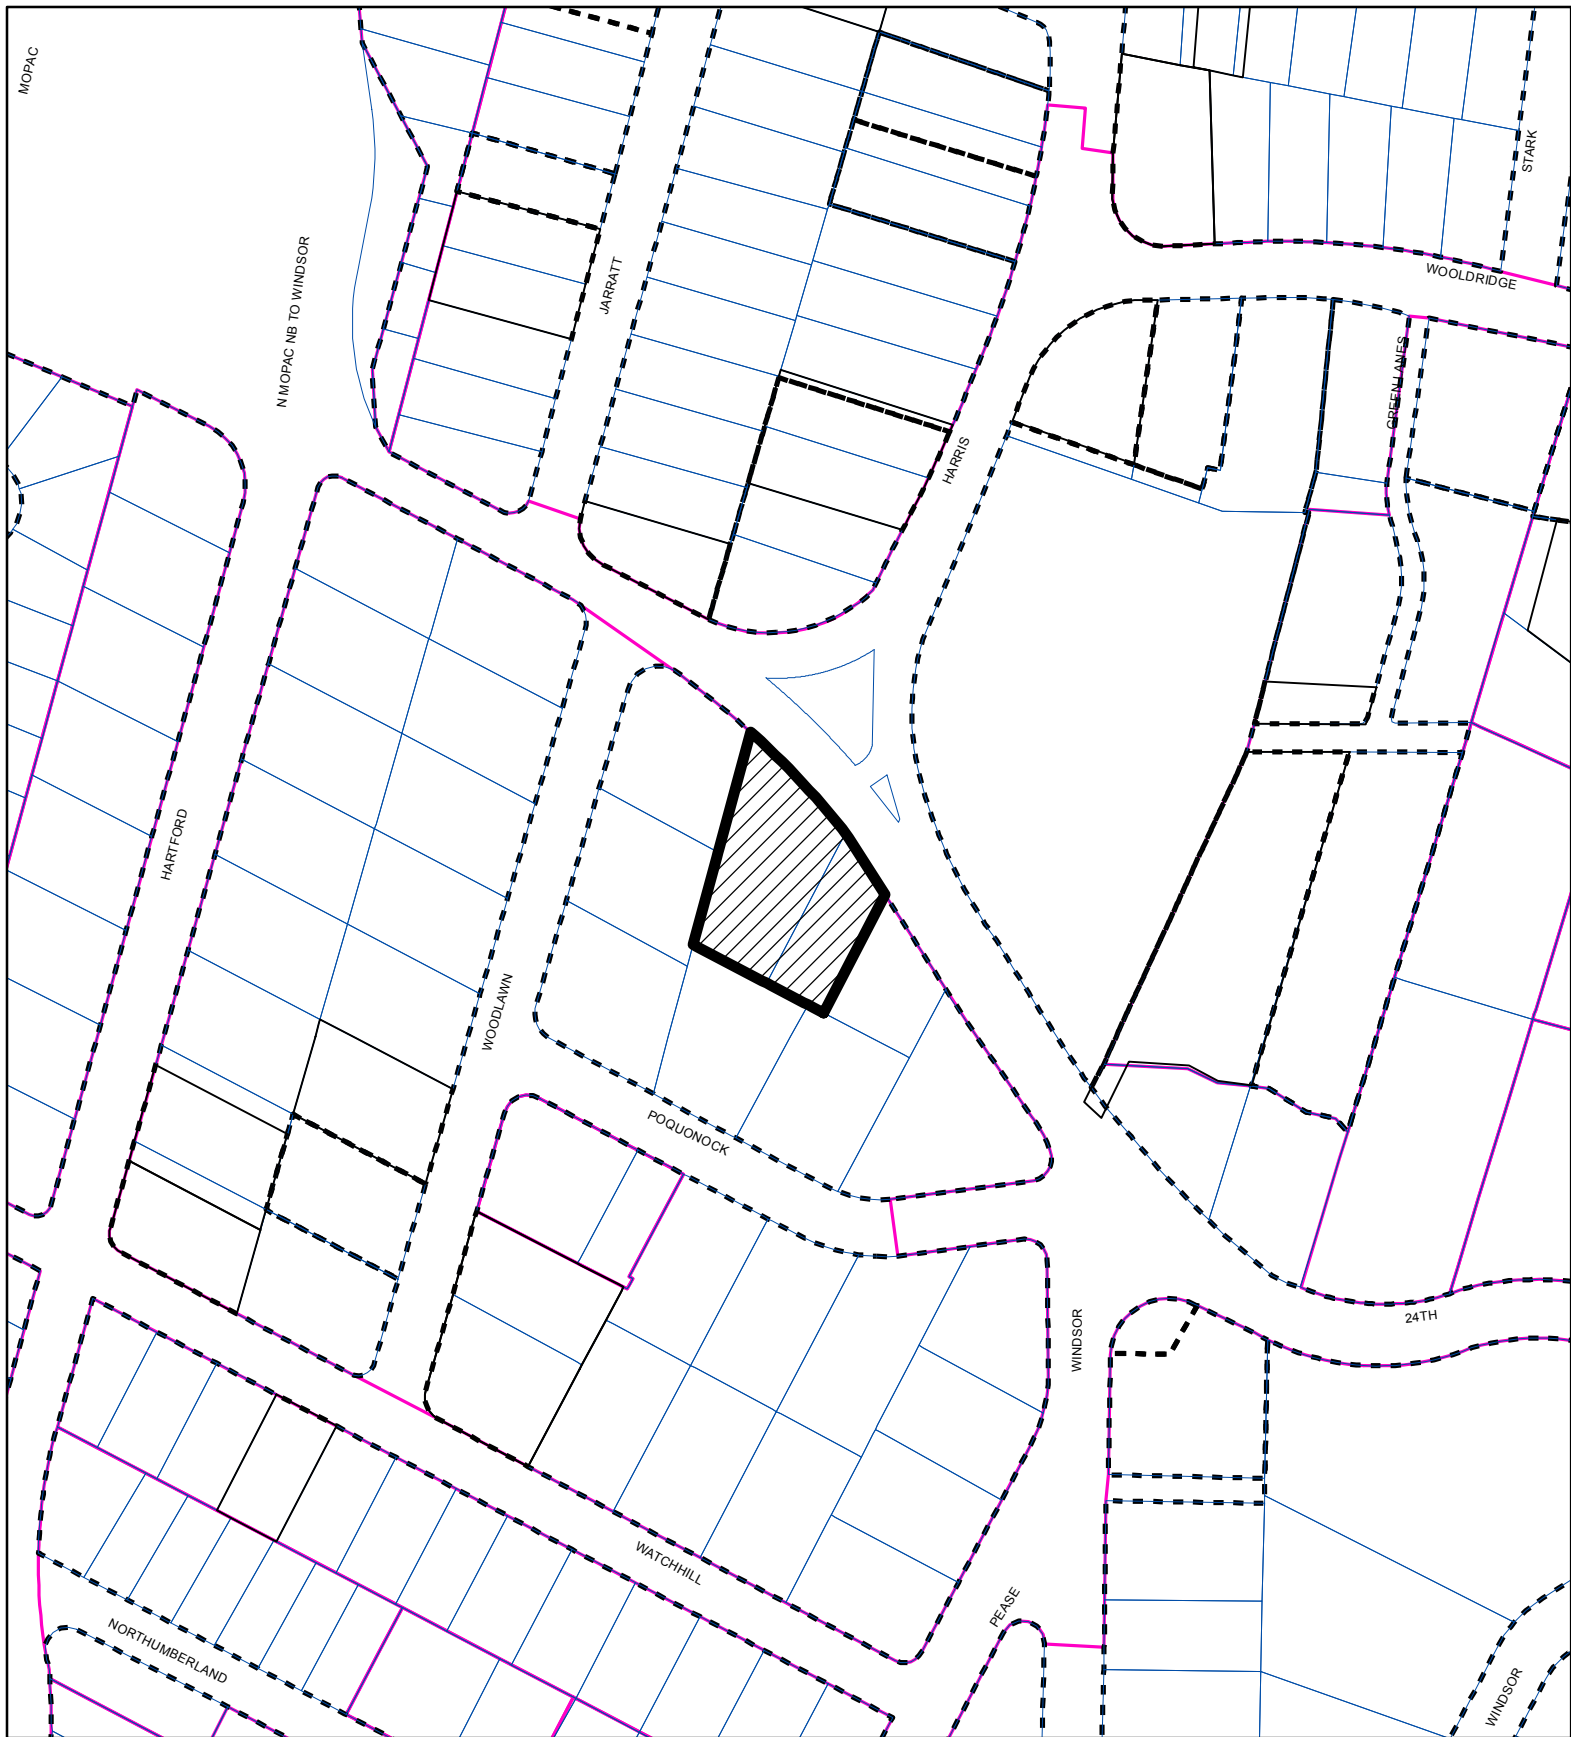 MOPAC
STARK
N MOPAC NB TO WINDSOR
JARRATT
WOOLDRIDGE
GREEN LANES
HARRIS
HARTFORD
WOODLAWN
POQUONOCK
WINDSOR
24TH
WATCHHILL
PEASE
NORTHUMBERLAND
WINDSOR